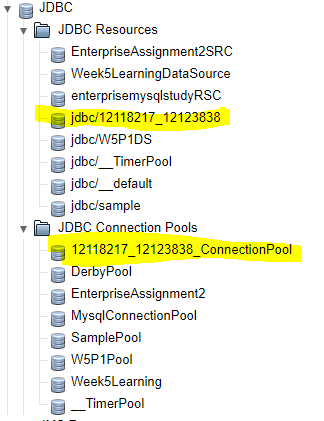 JDBC
JDBC Resources
EnterpriseAssignment2SRC
Week5LearningDataSource
enterprisemysqlstudyRSC
jdbc/12118217_12123838
jdbc/W5P1DS
jdbc/__TimerPool
jdbc/__default
jdbc/sample
JDBC Connection Pools
12118217_12123838_ConnectionPool
DerbyPool
EnterpriseAssignment2
MysqlConnectionPool
SamplePool
W5P1Pool
Week5Learning
__TimerPool